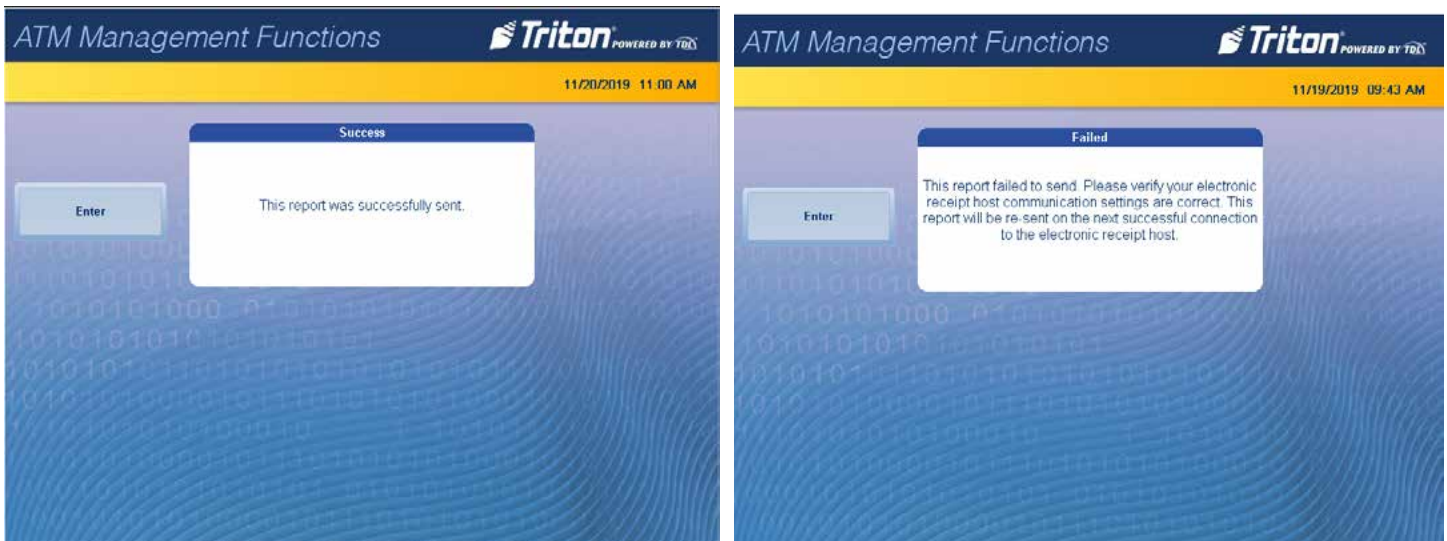 ATM Management Functions
Triton POWERED BY TDL
11/20/2019 11:00 AM
Success
Enter
This report was successfully sent.
ATM Management Functions
Triton POWERED BY TDL
11/19/2019 09:43 AM
Failed
Enter
This report failed to send. Please verify your electronic
receipt host communication settings are correct. This
report will be re-sent on the next successful connection
to the electronic receipt host.